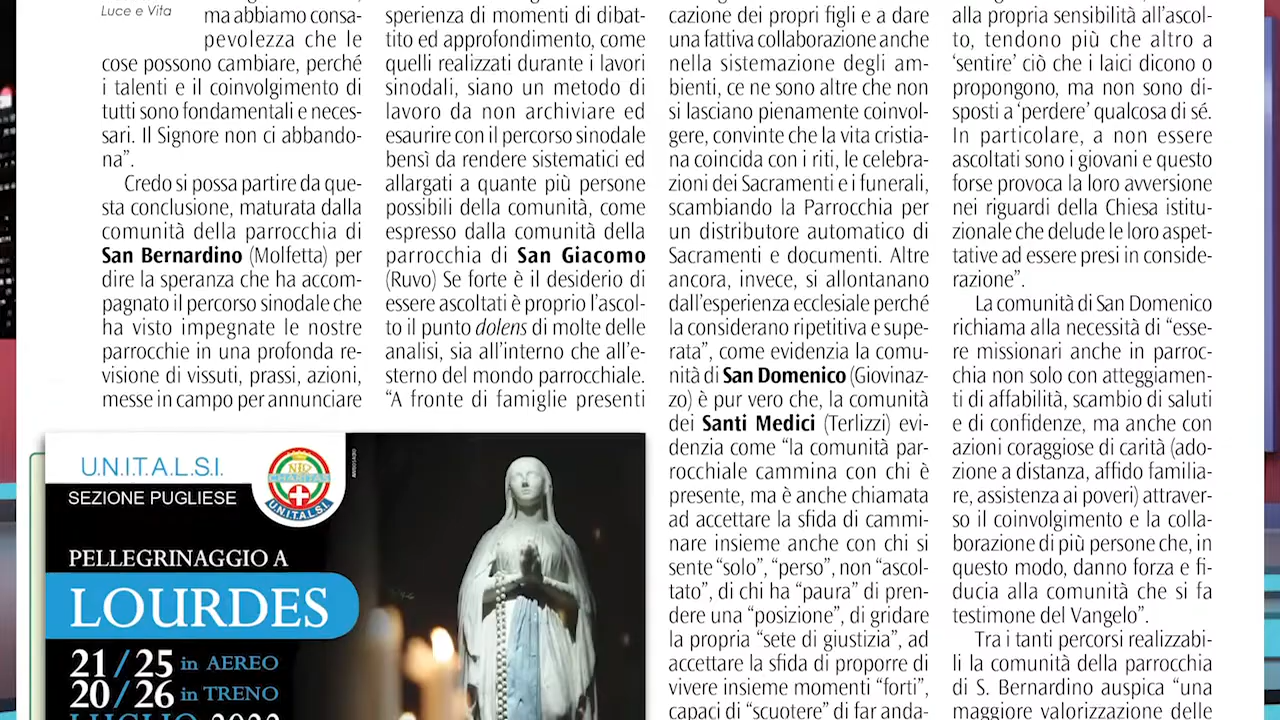 Luce e Vita
ma abbiamo consa-
pevolezza che le
cose possono cambiare, perché
i talenti e il coinvolgimento di
tutti sono fondamentali e neces-
sari. Il Signore non ci abbando-
na”.
Credo si possa partire da que-
sta conclusione, maturata dalla
comunità della parrocchia di
San Bernardino (Molfetta) per
dire la speranza che ha accom-
pagnato il percorso sinodale che
ha visto impegnate le nostre
parrocchie in una profonda re-
visione di vissuti, prassi, azioni,
messe in campo per annunciare
sperienza di momenti di dibat-
tito ed approfondimento, come
quelli realizzati durante i lavori
sinodali, siano un metodo di
lavoro da non archiviare ed
esaurire con il percorso sinodale
bensì da rendere sistematici ed
allargati a quante più persone
possibili della comunità, come
espresso dalla comunità della
parrocchia di San Giacomo
(Ruvo) Se forte è il desiderio di
essere ascoltati è proprio l’ascol-
to il punto dolens di molte delle
analisi, sia all’interno che all’e-
sterno del mondo parrocchiale.
“A fronte di famiglie presenti
cazione dei propri figli e a dare
una fattiva collaborazione anche
nella sistemazione degli am-
bienti, ce ne sono altre che non
si lasciano pienamente coinvol-
gere, convinte che la vita cristia-
na coincida con i riti, le celebra-
zioni dei Sacramenti e i funerali,
scambiando la Parrocchia per
un distributore automatico di
Sacramenti e documenti. Altre
ancora, invece, si allontanano
dall’esperienza ecclesiale perché
la considerano ripetitiva e supe-
rata”, come evidenzia la comu-
nità di San Domenico (Giovinaz-
zo) è pur vero che, la comunità
dei Santi Medici (Terlizzi) evi-
denzia come “la comunità par-
rocchiale cammina con chi è
presente, ma è anche chiamata
ad accettare la sfida di cammi-
nare insieme anche con chi si
sente “solo”, “perso”, non “ascol-
tato”, di chi ha “paura” di pren-
dere una “posizione”, di gridare
la propria “sete di giustizia”, ad
accettare la sfida di proporre di
vivere insieme momenti “forti”,
capaci di “scuotere” di far anda-
alla propria sensibilità all’ascol-
to, tendono più che altro a
‘sentire’ ciò che i laici dicono o
propongono, ma non sono di-
sposti a ‘perdere’ qualcosa di sé.
In particolare, a non essere
ascoltati sono i giovani e questo
forse provoca la loro avversione
nei riguardi della Chiesa istitu-
zionale che delude le loro aspet-
tative ad essere presi in conside-
razione”.
La comunità di San Domenico
richiama alla necessità di “esse-
re missionari anche in parroc-
chia non solo con atteggiamen-
ti di affabilità, scambio di saluti
e di confidenze, ma anche con
azioni coraggiose di carità (ado-
zione a distanza, affido familia-
re, assistenza ai poveri) attraver-
so il coinvolgimento e la colla-
borazione di più persone che, in
questo modo, danno forza e fi-
ducia alla comunità che si fa
testimone del Vangelo”.
Tra i tanti percorsi realizzabi-
li la comunità della parrocchia
di S. Bernardino auspica “una
maggiore valorizzazione delle
U.N.I.T.A.L.S.I.
SEZIONE PUGLIESE
CHARITAS
U.N.I.T.A.L.S.I.
PELLEGRINAGGIO A
LOURDES
21/25 in AEREO
20/26 in TRENO
LUGLIO 2022